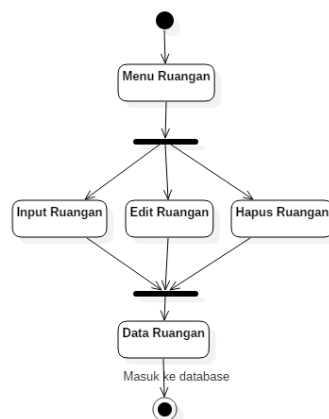 Menu Ruangan
Input Ruangan
Edit Ruangan
Hapus Ruangan
Data Ruangan
Masuk ke database